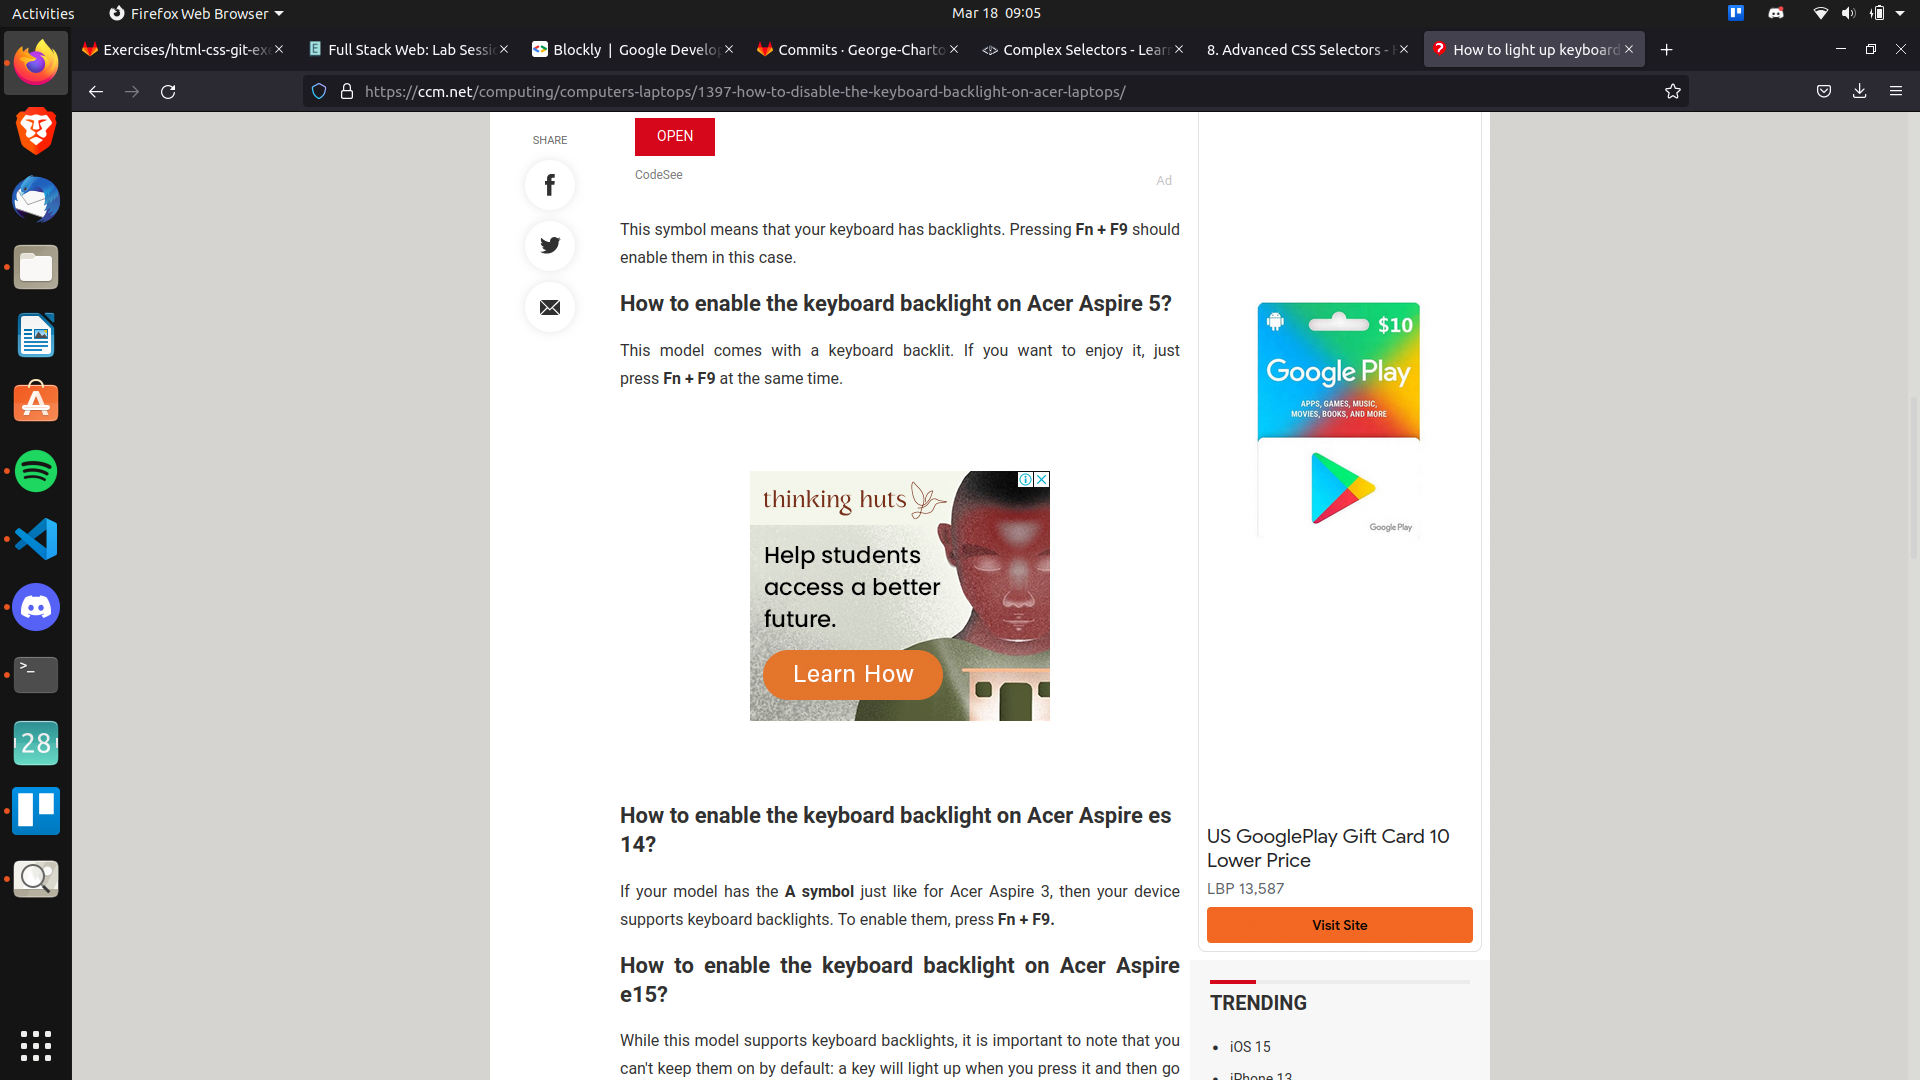 Activities
Firefox Web Browser
Mar 18 09:05
Exercises/html-css-git-exe
Full Stack Web: Lab Sessio
Blockly | Google Develop
Commits · George-Charto
Complex Selectors - Lear
8. Advanced CSS Selectors -
How to light up keyboard
https://ccm.net/computing/computers-laptops/1397-how-to-disable-the-keyboard-backlight-on-acer-laptops/
SHARE
OPEN
CodeSee
Ad
This symbol means that your keyboard has backlights. Pressing Fn + F9 should
enable them in this case.
How to enable the keyboard backlight on Acer Aspire 5?
This model comes with a keyboard backlit. If you want to enjoy it, just
press Fn + F9 at the same time.
thinking huts
Help students
access a better
future.
Learn How
How to enable the keyboard backlight on Acer Aspire es
14?
If your model has the A symbol just like for Acer Aspire 3, then your device
supports keyboard backlights. To enable them, press Fn + F9.
How to enable the keyboard backlight on Acer Aspire
e15?
While this model supports keyboard backlights, it is important to note that you
can't keep them on by default: a key will light up when you press it and then go
$10
Google Play
APPS, GAMES, MUSIC,
MOVIES, BOOKS, AND MORE
Google Play
US GooglePlay Gift Card 10
Lower Price
LBP 13,587
Visit Site
TRENDING
• iOS 15
• iPhone 13
>_
28